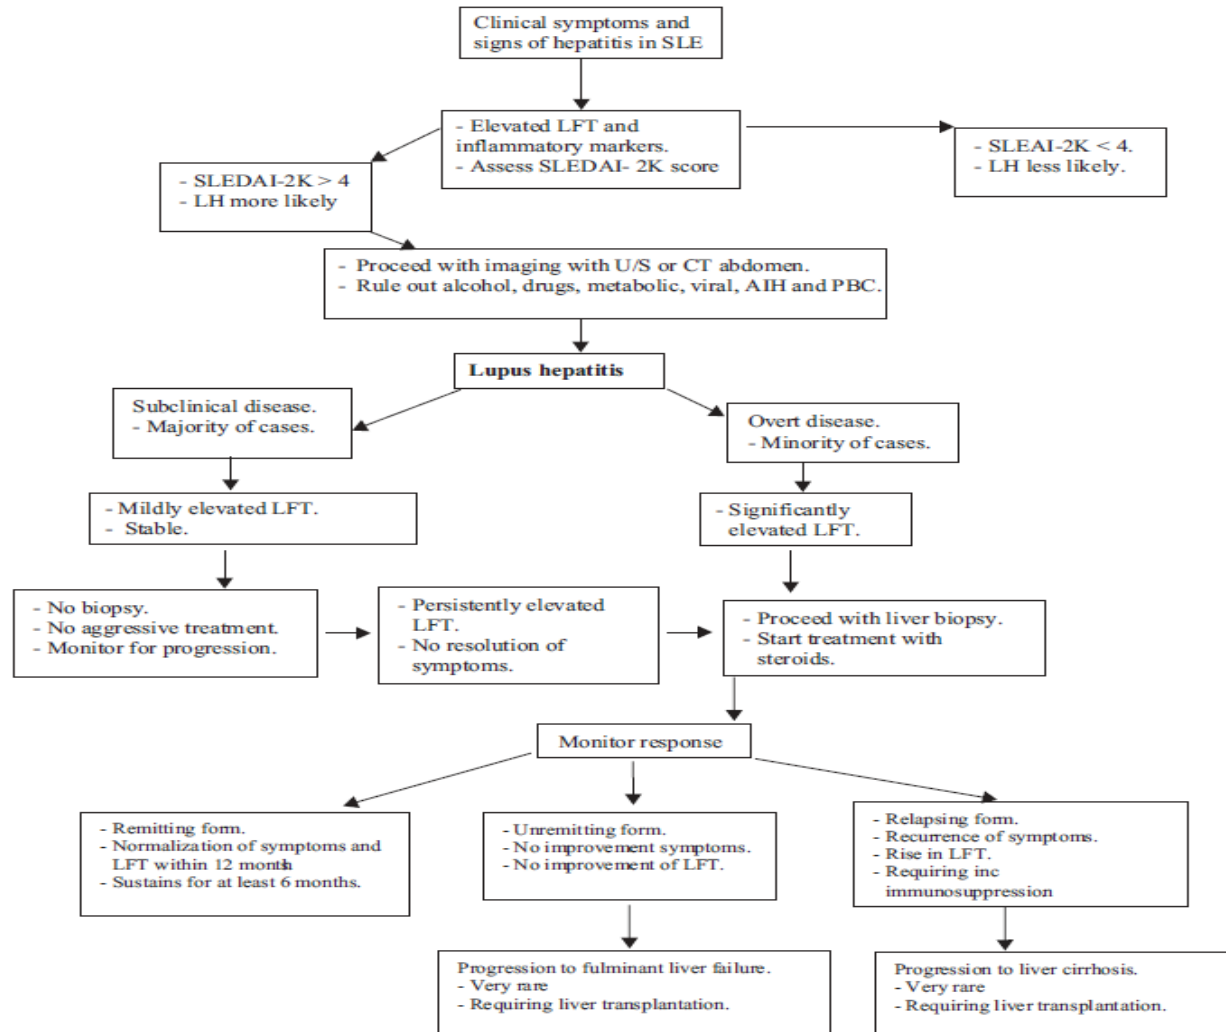 Clinical symptoms and
signs of hepatitis in SLE
- Elevated LFT and
inflammatory markers.
- Assess SLEDAI- 2K score
- SLEAI-2K < 4.
- LH less likely.
- SLEDAI-2K > 4
- LH more likely
- Proceed with imaging with U/S or CT abdomen.
- Rule out alcohol, drugs, metabolic, viral, AIH and PBC.
Lupus hepatitis
Subclinical disease.
- Majority of cases.
Overt disease.
- Minority of cases.
- Mildly elevated LFT.
- Stable.
- Significantly
elevated LFT.
- No biopsy.
- No aggressive treatment.
- Monitor for progression.
- Persistently elevated
LFT.
- No resolution of
symptoms.
- Proceed with liver biopsy.
- Start treatment with
steroids.
Monitor response
- Remitting form.
- Normalization of symptoms and
LFT within 12 month
- Sustains for at least 6 months.
- Unremitting form.
- No improvement symptoms.
- No improvement of LFT.
- Relapsing form.
- Recurrence of symptoms.
- Rise in LFT.
- Requiring inc
immunosuppression
Progression to fulminant liver failure.
- Very rare
- Requiring liver transplantation.
Progression to liver cirrhosis.
- Very rare
- Requiring liver transplantation.